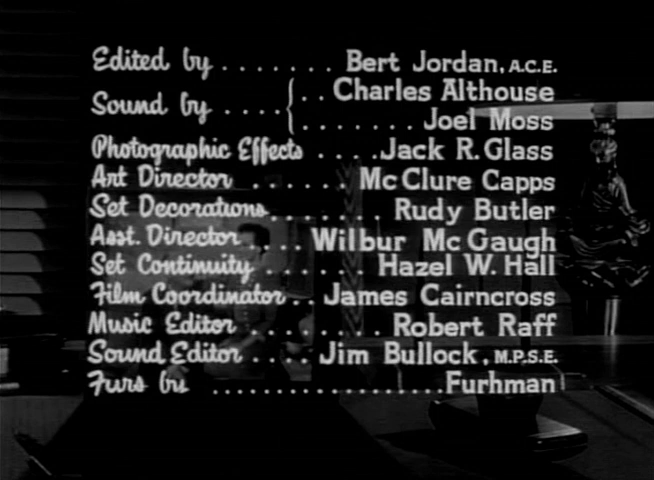 Edited by ....... Bert Jordan, A.C.E.
Sound by .... { .. Charles Althouse
....... Joel Moss
Photographic Effects ....Jack R. Glass
Art Director ...... McClure Capps
Set Decorations....... Rudy Butler
Asst. Director .... Wilbur McGaugh
Set Continuity ...... Hazel W. Hall
Film Coordinator.. James Cairncross
Music Editor ........ Robert Raff
Sound Editor .... Jim Bullock, M.P.S.E.
Furs by ..................Furhman